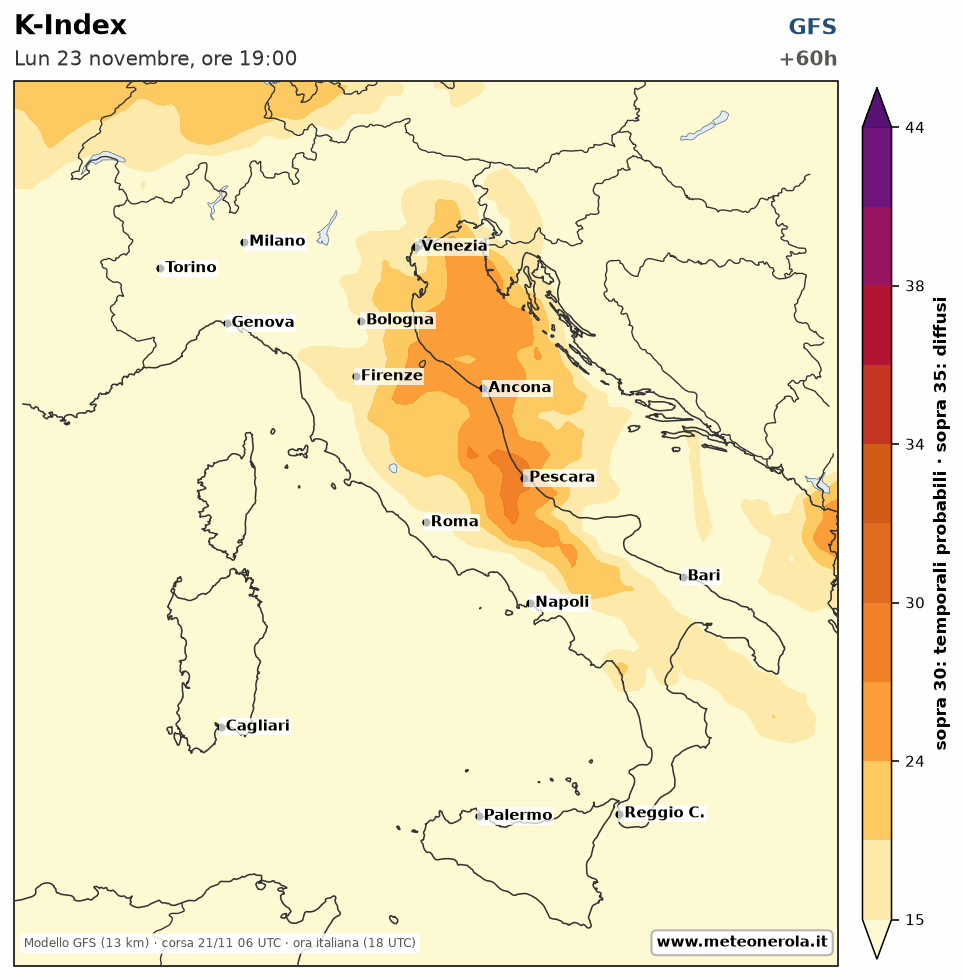 K-Index
GFS
Lun 23 novembre, ore 19:00
+60h
44
38
34
30
24
15
sopra 30: temporali probabili · sopra 35: diffusi
Milano
Venezia
Torino
Genova
Bologna
Firenze
Ancona
Pescara
Roma
Bari
Napoli
Cagliari
Palermo
Reggio C.
Modello GFS (13 km) · corsa 21/11 06 UTC · ora italiana (18 UTC)
www.meteonerola.it